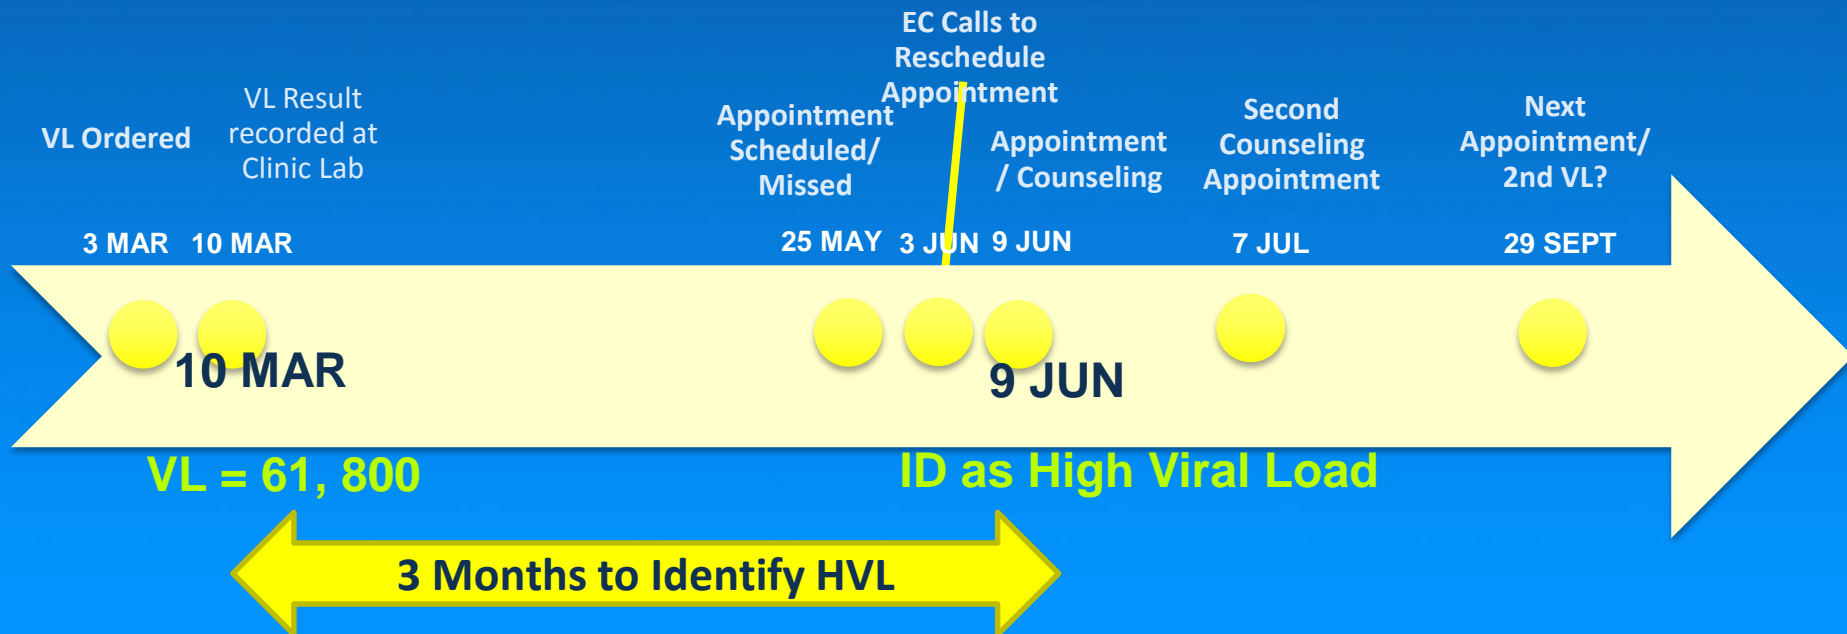 EC Calls to
Reschedule
Appointment
VL Ordered
VL Result
recorded at
Clinic Lab
Appointment
Scheduled/
Missed
Appointment
/ Counseling
Second
Counseling
Appointment
Next
Appointment/
2nd VL?
3 MAR
10 MAR
25 MAY
3 JUN
9 JUN
7 JUL
29 SEPT
10 MAR
9 JUN
VL = 61, 800
ID as High Viral Load
3 Months to Identify HVL